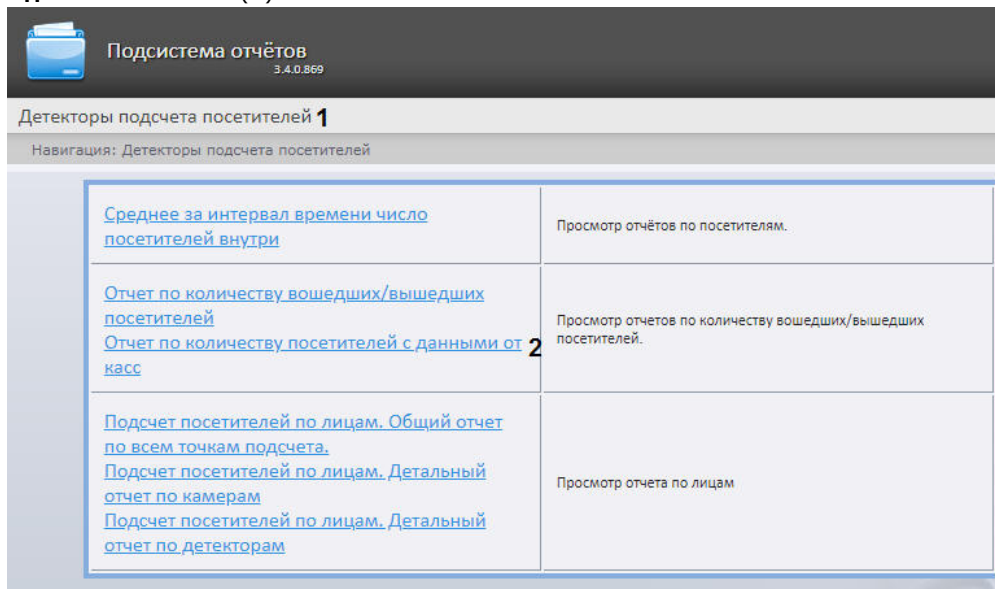 Подсистема отчётов
3.4.0.869
Детекторы подсчета посетителей 1
Навигация: Детекторы подсчета посетителей
Среднее за интервал времени число
посетителей внутри
Просмотр отчётов по посетителям.
Отчет по количеству вошедших/вышедших
посетителей
Отчет по количеству посетителей с данными от 2
касс
Просмотр отчетов по количеству вошедших/вышедших
посетителей.
Подсчет посетителей по лицам. Общий отчет
по всем точкам подсчета.
Подсчет посетителей по лицам. Детальный
отчет по камерам
Подсчет посетителей по лицам. Детальный
отчет по детекторам
Просмотр отчета по лицам